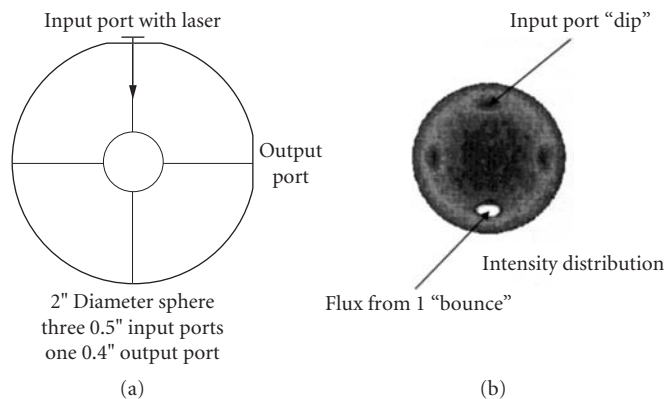 Input port with laser
Output
port
2" Diameter sphere
three 0.5" input ports
one 0.4" output port
(a)
Input port “dip”
Intensity distribution
Flux from 1 “bounce”
(b)